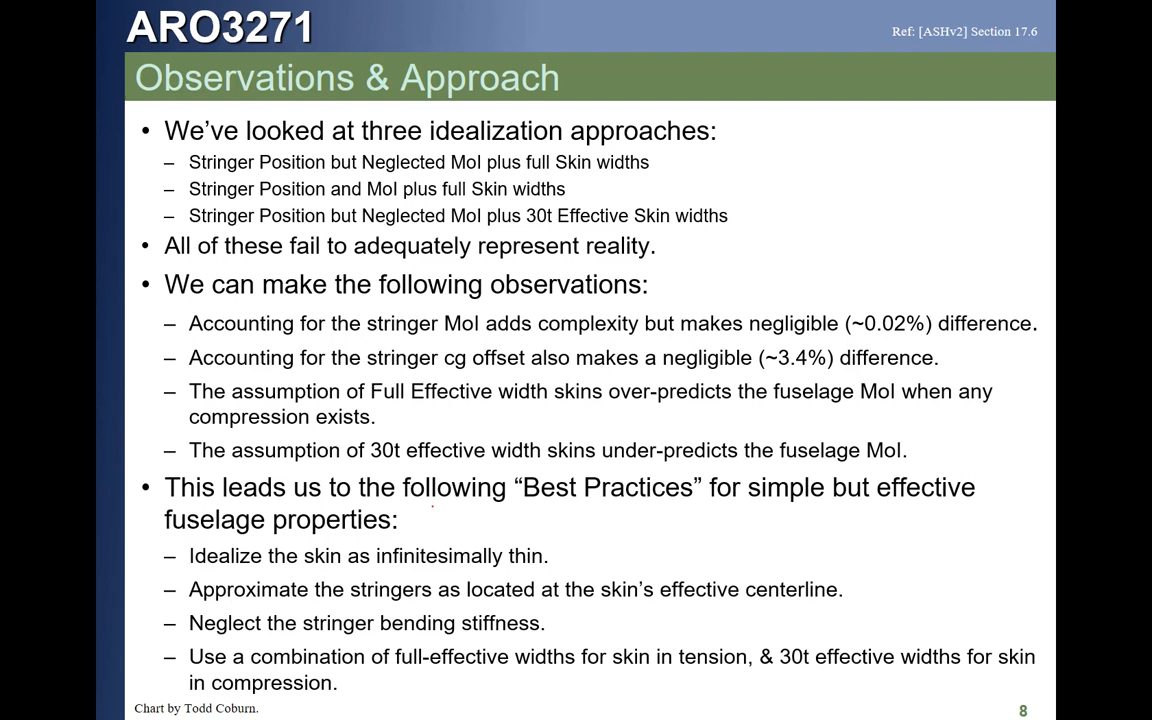 ARO3271
Ref: [ASHv2] Section 17.6
Observations & Approach
• We’ve looked at three idealization approaches:
– Stringer Position but Neglected MoI plus full Skin widths
– Stringer Position and MoI plus full Skin widths
– Stringer Position but Neglected MoI plus 30t Effective Skin widths
• All of these fail to adequately represent reality.
• We can make the following observations:
– Accounting for the stringer MoI adds complexity but makes negligible (~0.02%) difference.
– Accounting for the stringer cg offset also makes a negligible (~3.4%) difference.
– The assumption of Full Effective width skins over-predicts the fuselage MoI when any
compression exists.
– The assumption of 30t effective width skins under-predicts the fuselage MoI.
• This leads us to the following “Best Practices” for simple but effective
fuselage properties:
– Idealize the skin as infinitesimally thin.
– Approximate the stringers as located at the skin’s effective centerline.
– Neglect the stringer bending stiffness.
– Use a combination of full-effective widths for skin in tension, & 30t effective widths for skin
in compression.
Chart by Todd Coburn.
8